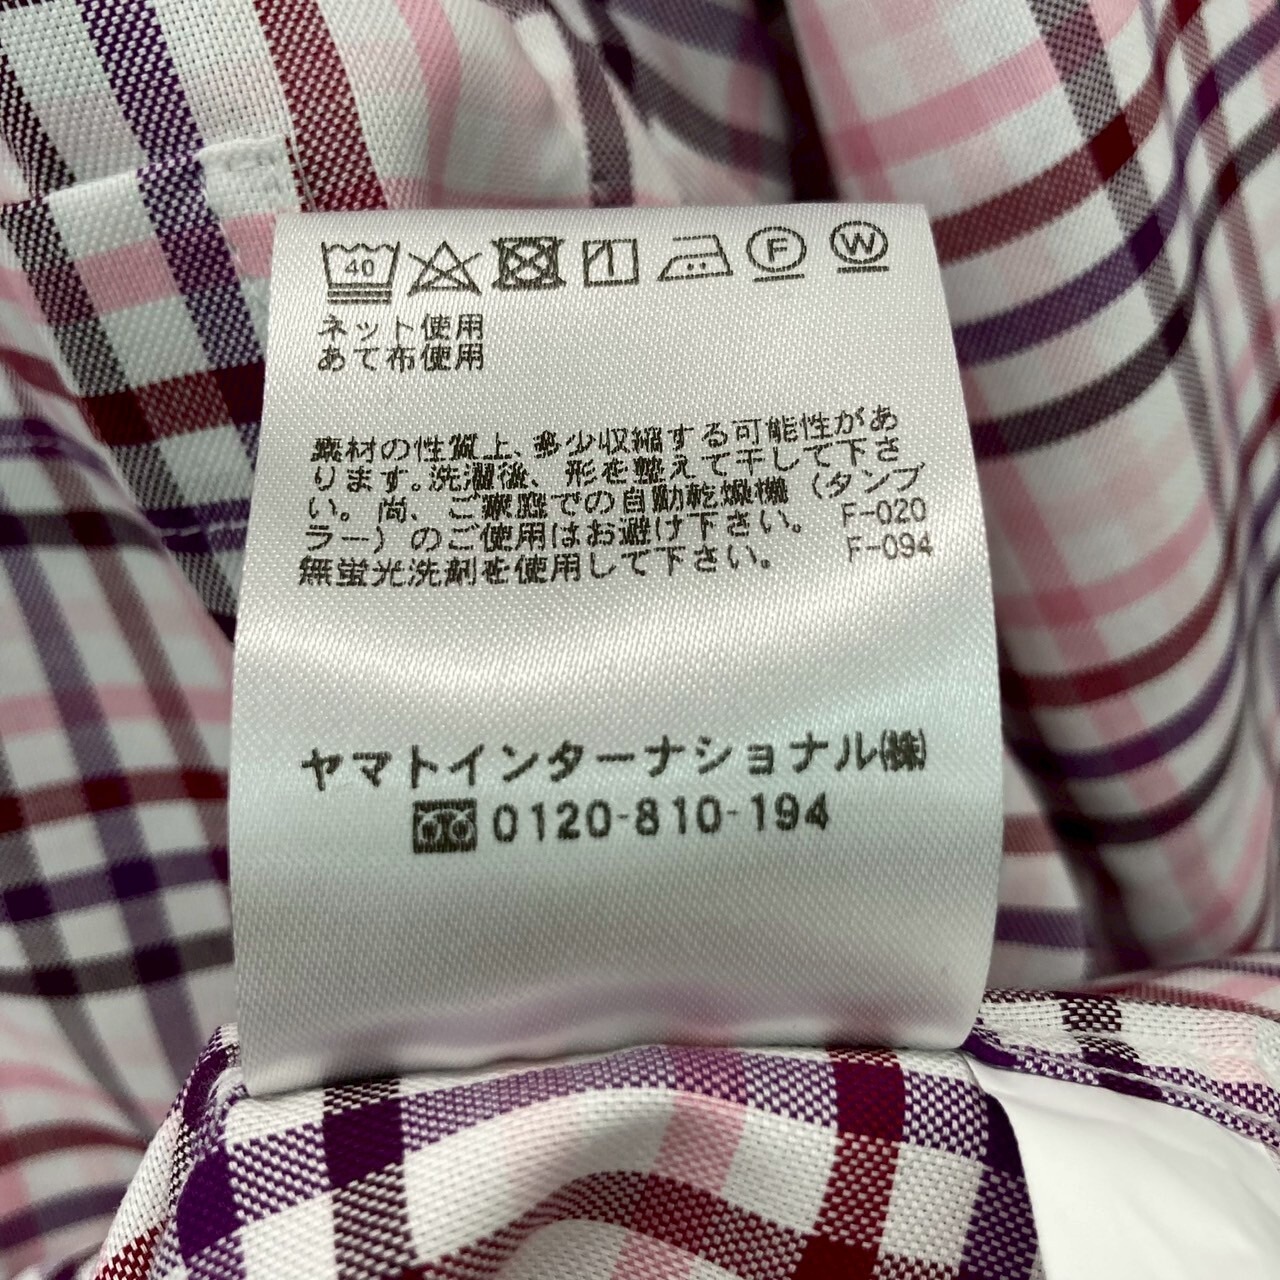 40 F W
ネット使用
あて布使用
素材の性質上、多少収縮する可能性があ
ります。洗濯後、形を整えて干して下さ
い。尚、ご家庭での自動乾燥機（タンブ
ラー）のご使用はお避け下さい。 F-020
無蛍光洗剤を使用して下さい。 F-094
ヤマトインターナショナル㈱
0120-810-194